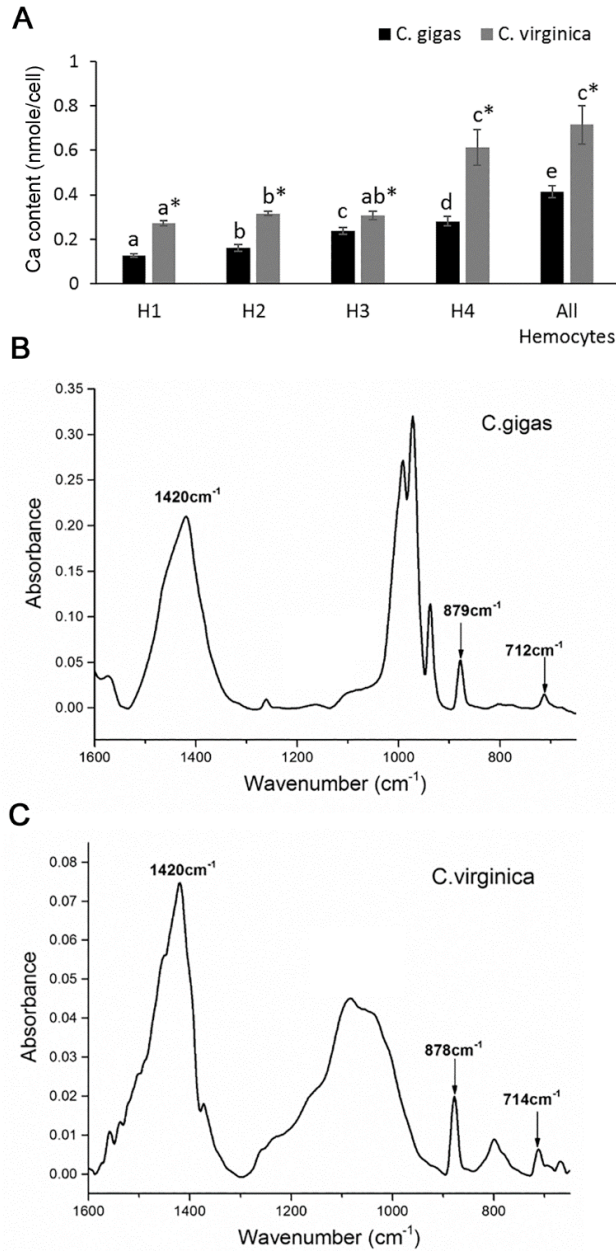 A
C. gigas C. virginica
Ca content (nmole/cell)
1
0.8
0.6
0.4
0.2
0
a a* b b* c ab* d c* e c*
H1 H2 H3 H4 All
Hemocytes
B
C.gigas
Absorbance
0.35
0.30
0.25
0.20
0.15
0.10
0.05
0.00
1420cm⁻¹
879cm⁻¹
712cm⁻¹
1600 1400 1200 1000 800
Wavenumber (cm⁻¹)
C
C.virginica
Absorbance
0.08
0.07
0.06
0.05
0.04
0.03
0.02
0.01
0.00
1420cm⁻¹
878cm⁻¹
714cm⁻¹
1600 1400 1200 1000 800
Wavenumber (cm⁻¹)